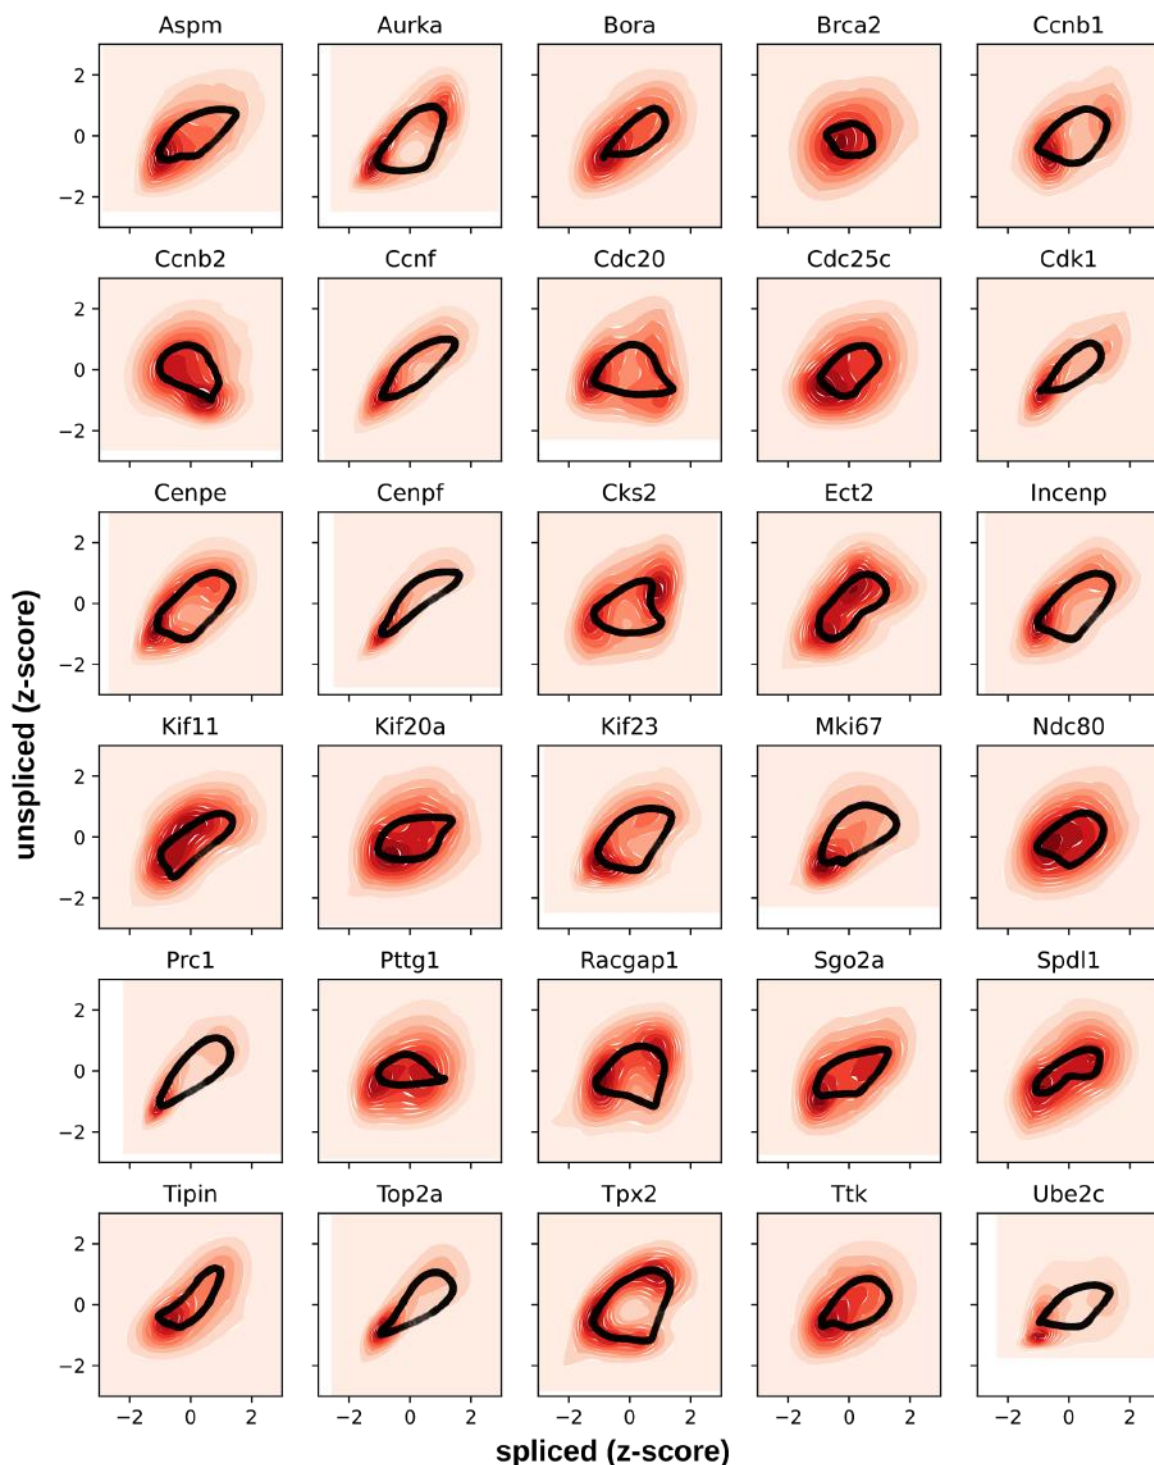 Aspm Aurka Bora Brca2 Ccnb1
2
0
−2
Ccnb2 Ccnf Cdc20 Cdc25c Cdk1
2
0
−2
Cenpe Cenpf Cks2 Ect2 Incenp
2
0
−2
unspliced (z-score)
Kif11 Kif20a Kif23 Mki67 Ndc80
2
0
−2
Prc1 Pttg1 Racgap1 Sgo2a Spdl1
2
0
−2
Tipin Top2a Tpx2 Ttk Ube2c
2
0
−2
−2 0 2 −2 0 2 −2 0 2 −2 0 2 −2 0 2
spliced (z-score)